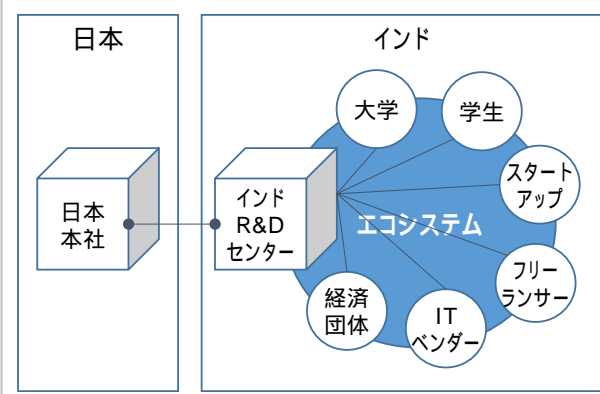 日本
インド
日本
本社
インド
R&D
センター
エコシステム
大学
学生
スタート
アップ
フリー
ランサー
IT
ベンダー
経済
団体